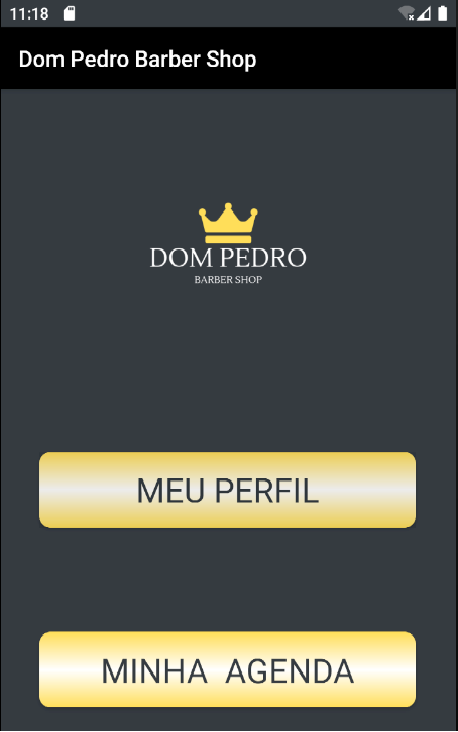 11:18
Dom Pedro Barber Shop
DOM PEDRO
BARBER SHOP
MEU PERFIL
MINHA  AGENDA